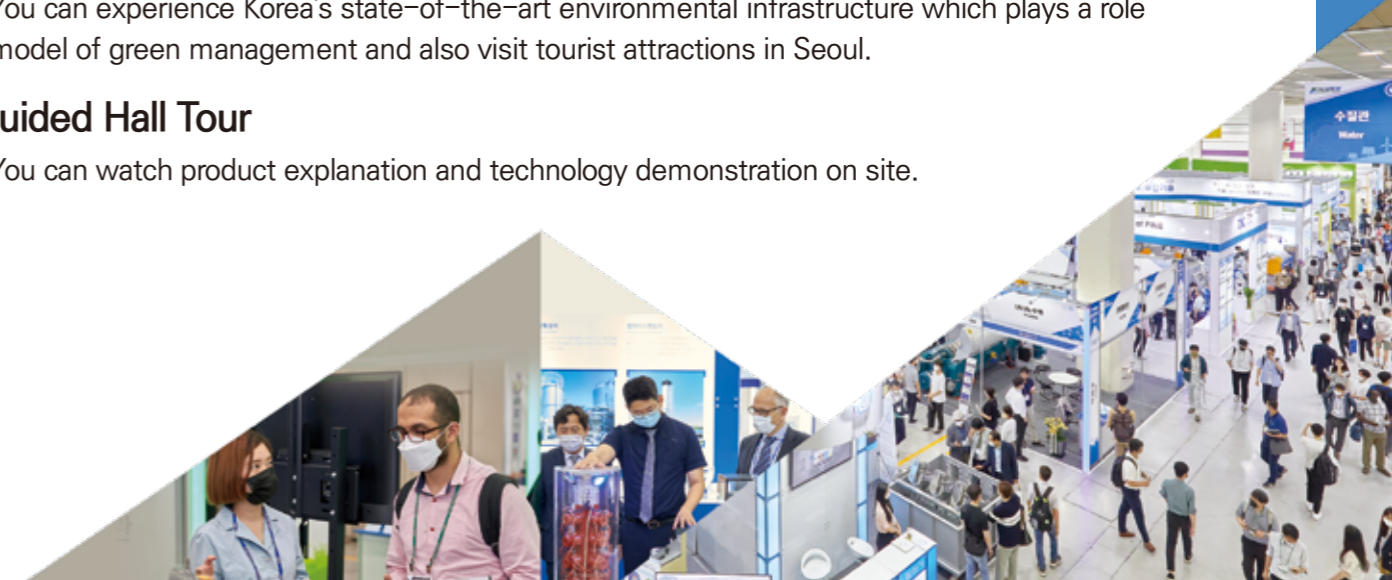 You can experience Korea's state-of-the-art environmental infrastructure which plays a role
model of green management and also visit tourist attractions in Seoul.
uided Hall Tour
You can watch product explanation and technology demonstration on site.
수질관
Water